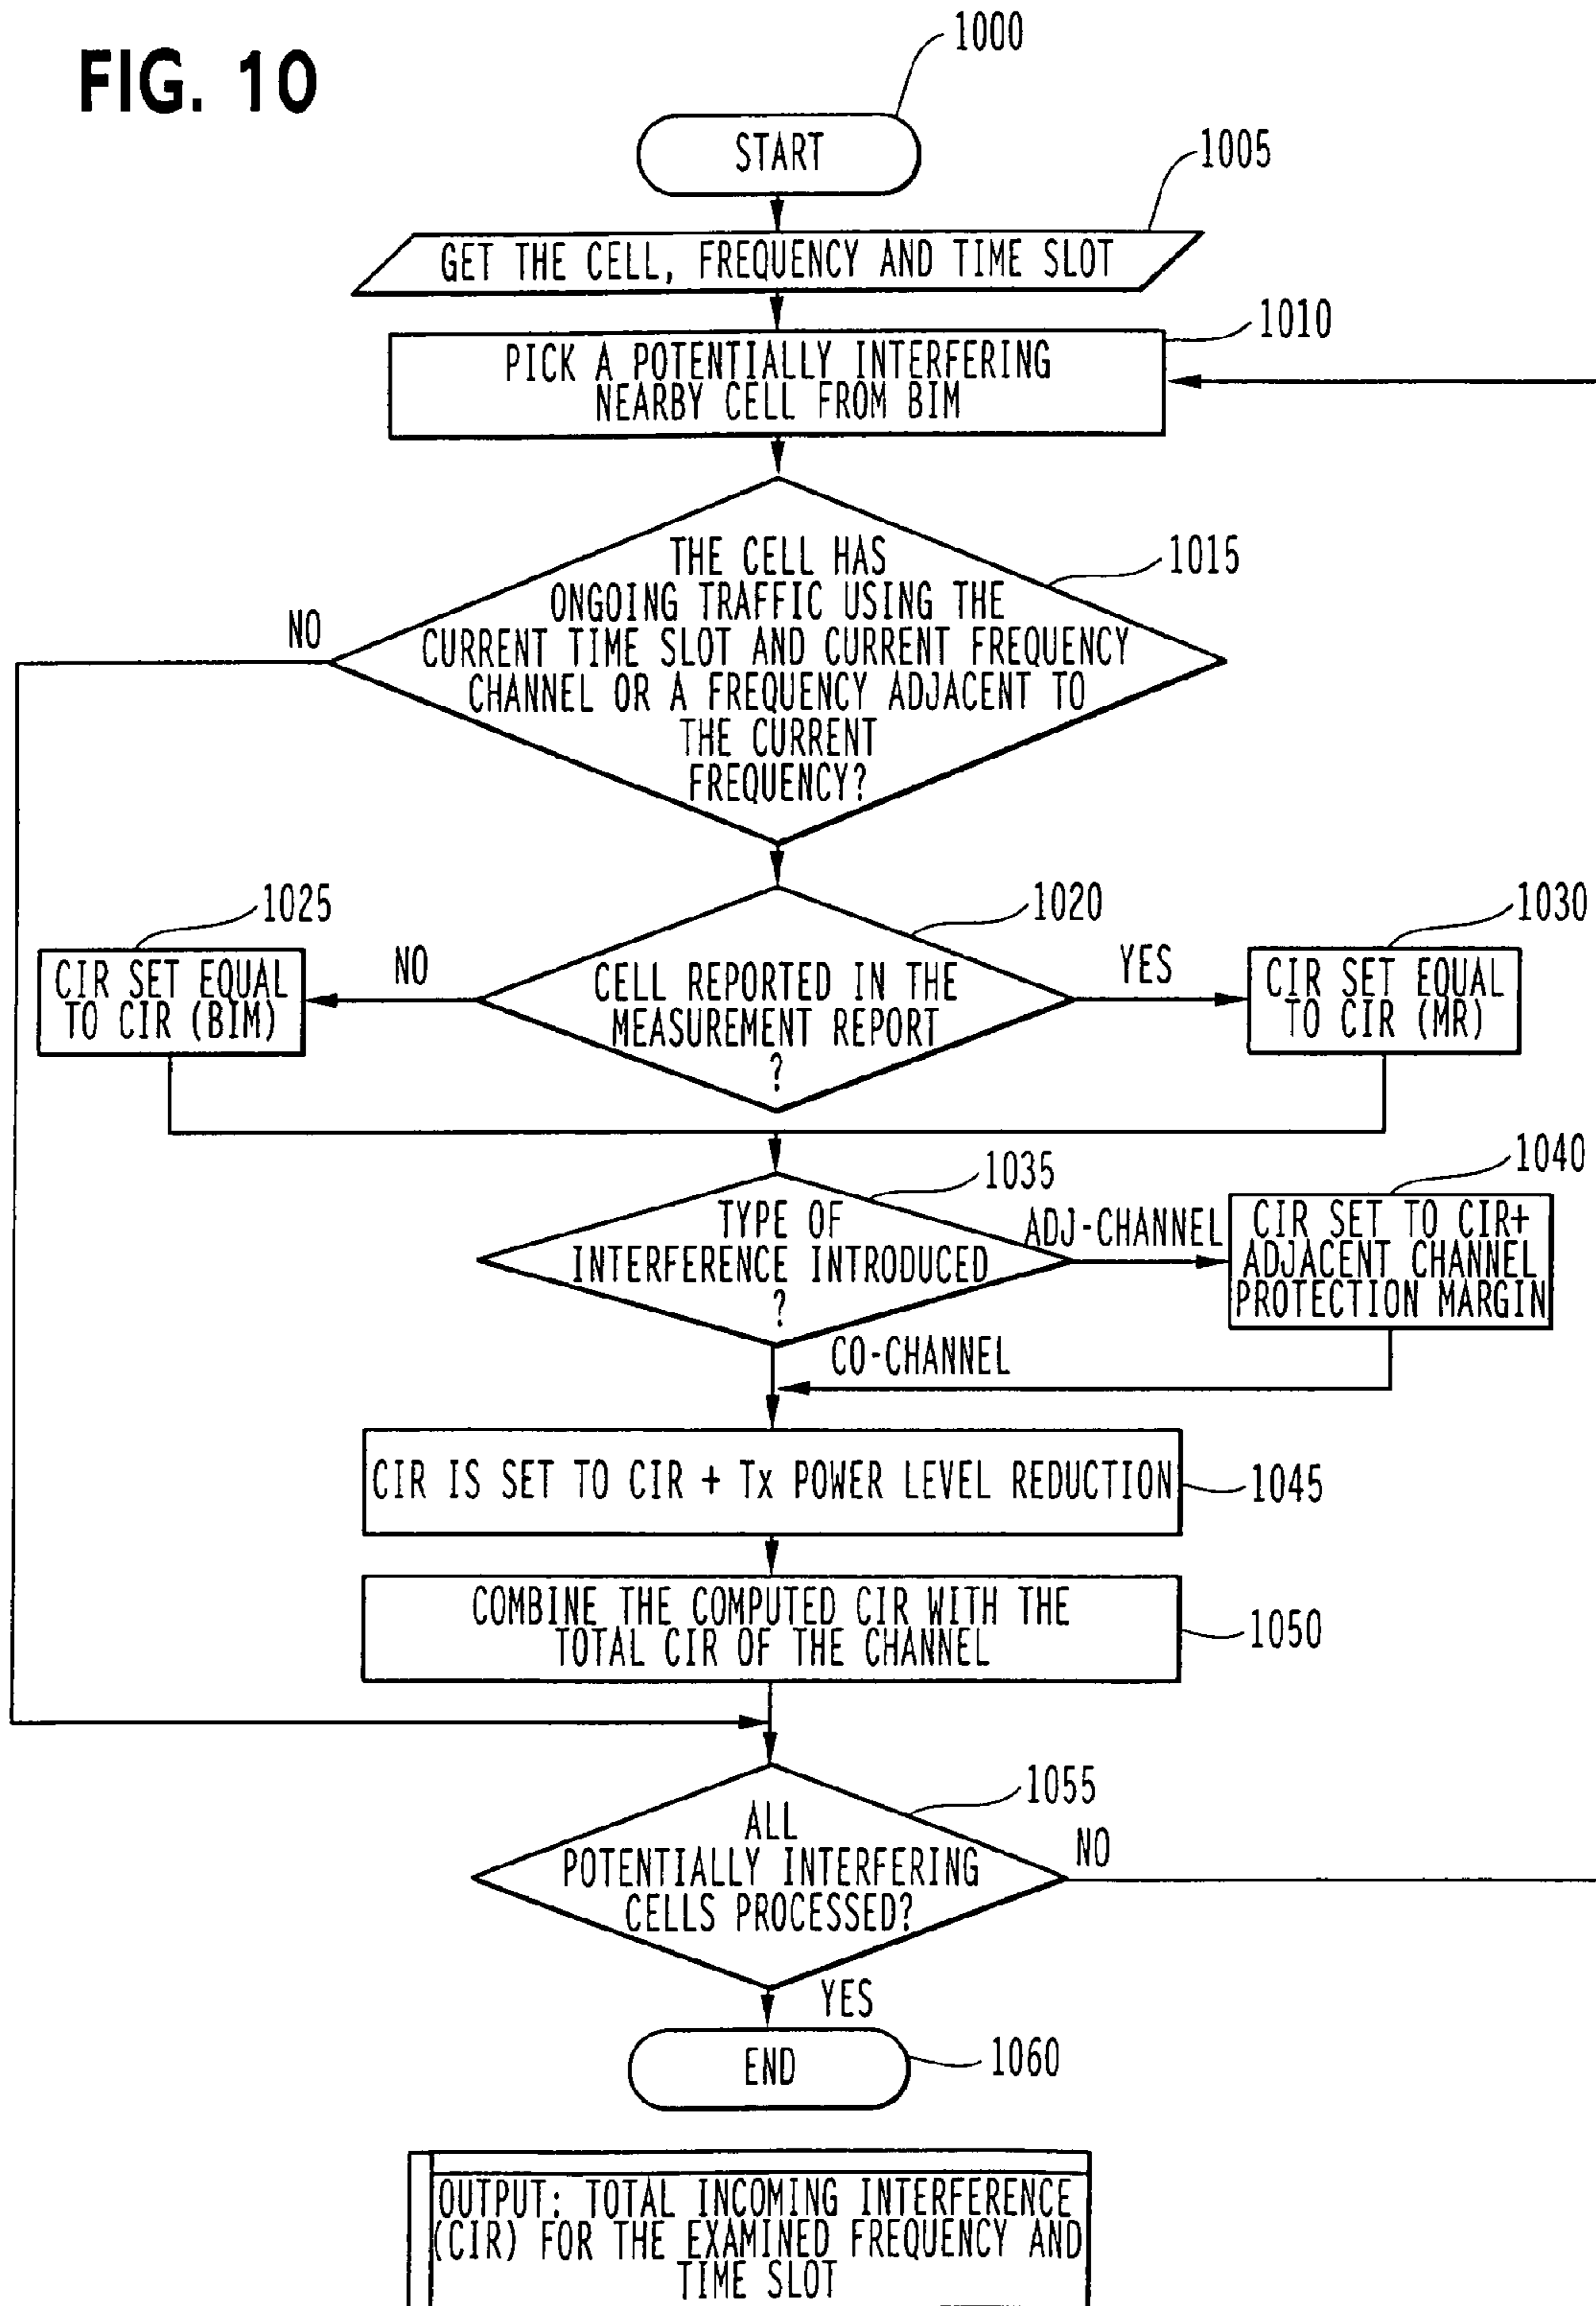 FIG. 10
1000
START
1005
GET THE CELL, FREQUENCY AND TIME SLOT
1010
PICK A POTENTIALLY INTERFERING
NEARBY CELL FROM BIM
1015
THE CELL HAS
ONGOING TRAFFIC USING THE
CURRENT TIME SLOT AND CURRENT FREQUENCY
CHANNEL OR A FREQUENCY ADJACENT TO
THE CURRENT
FREQUENCY?
NO
1020
CELL REPORTED IN THE
MEASUREMENT REPORT
?
NO
YES
1025
CIR SET EQUAL
TO CIR (BIM)
1030
CIR SET EQUAL
TO CIR (MR)
1035
TYPE OF
INTERFERENCE INTRODUCED
?
ADJ-CHANNEL
1040
CIR SET TO CIR+
ADJACENT CHANNEL
PROTECTION MARGIN
CO-CHANNEL
CIR IS SET TO CIR + Tx POWER LEVEL REDUCTION
1045
COMBINE THE COMPUTED CIR WITH THE
TOTAL CIR OF THE CHANNEL
1050
1055
ALL
POTENTIALLY INTERFERING
CELLS PROCESSED?
NO
YES
END
1060
OUTPUT: TOTAL INCOMING INTERFERENCE
(CIR) FOR THE EXAMINED FREQUENCY AND
TIME SLOT